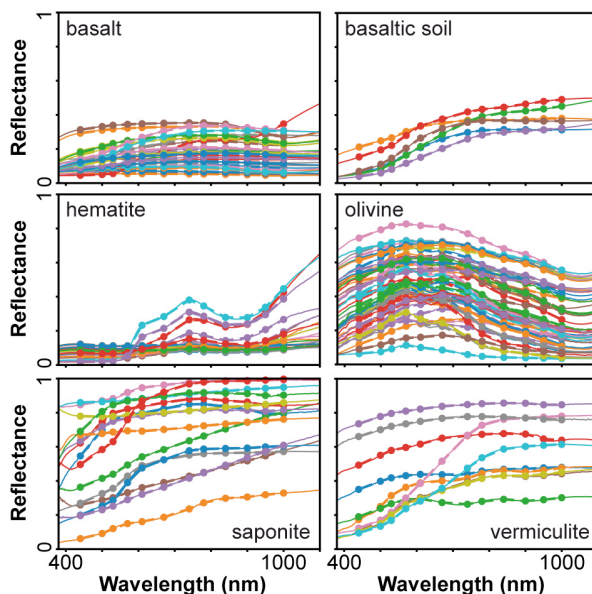 1
basalt
basaltic soil
Reflectance
0
1
hematite
olivine
Reflectance
0
1
saponite
vermiculite
Reflectance
0
400
1000
400
1000
Wavelength (nm)
Wavelength (nm)